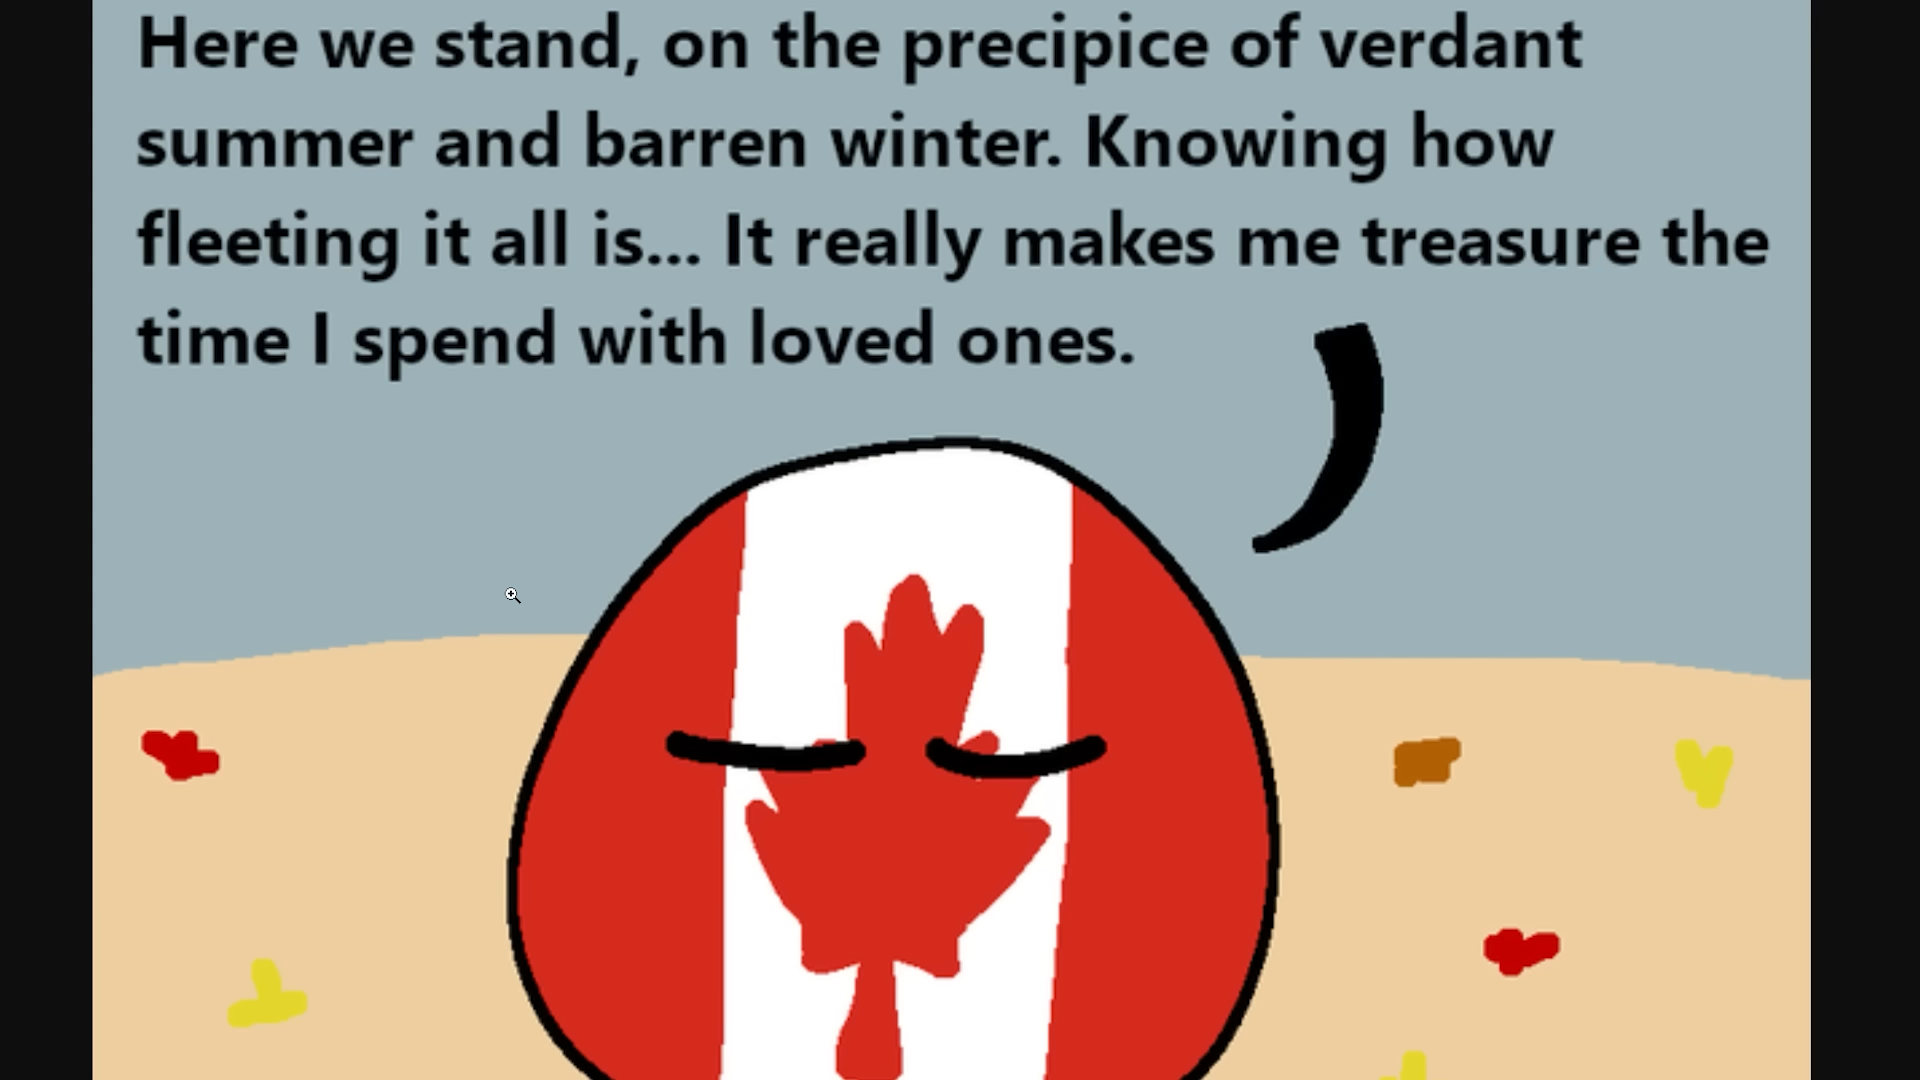 Here we stand, on the precipice of verdant
summer and barren winter. Knowing how
fleeting it all is... It really makes me treasure the
time I spend with loved ones.